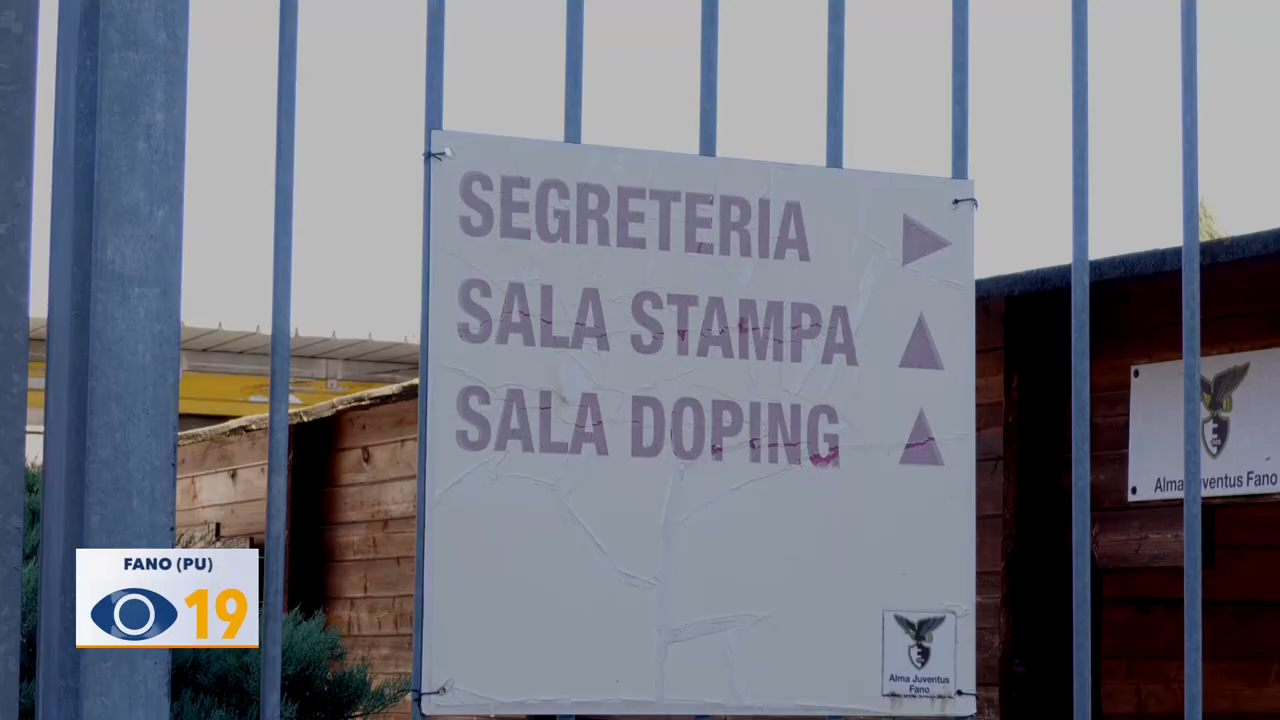 SEGRETERIA
SALA STAMPA
SALA DOPING
Alma Juventus Fano
Alma Juventus
Fano
FANO (PU)
19